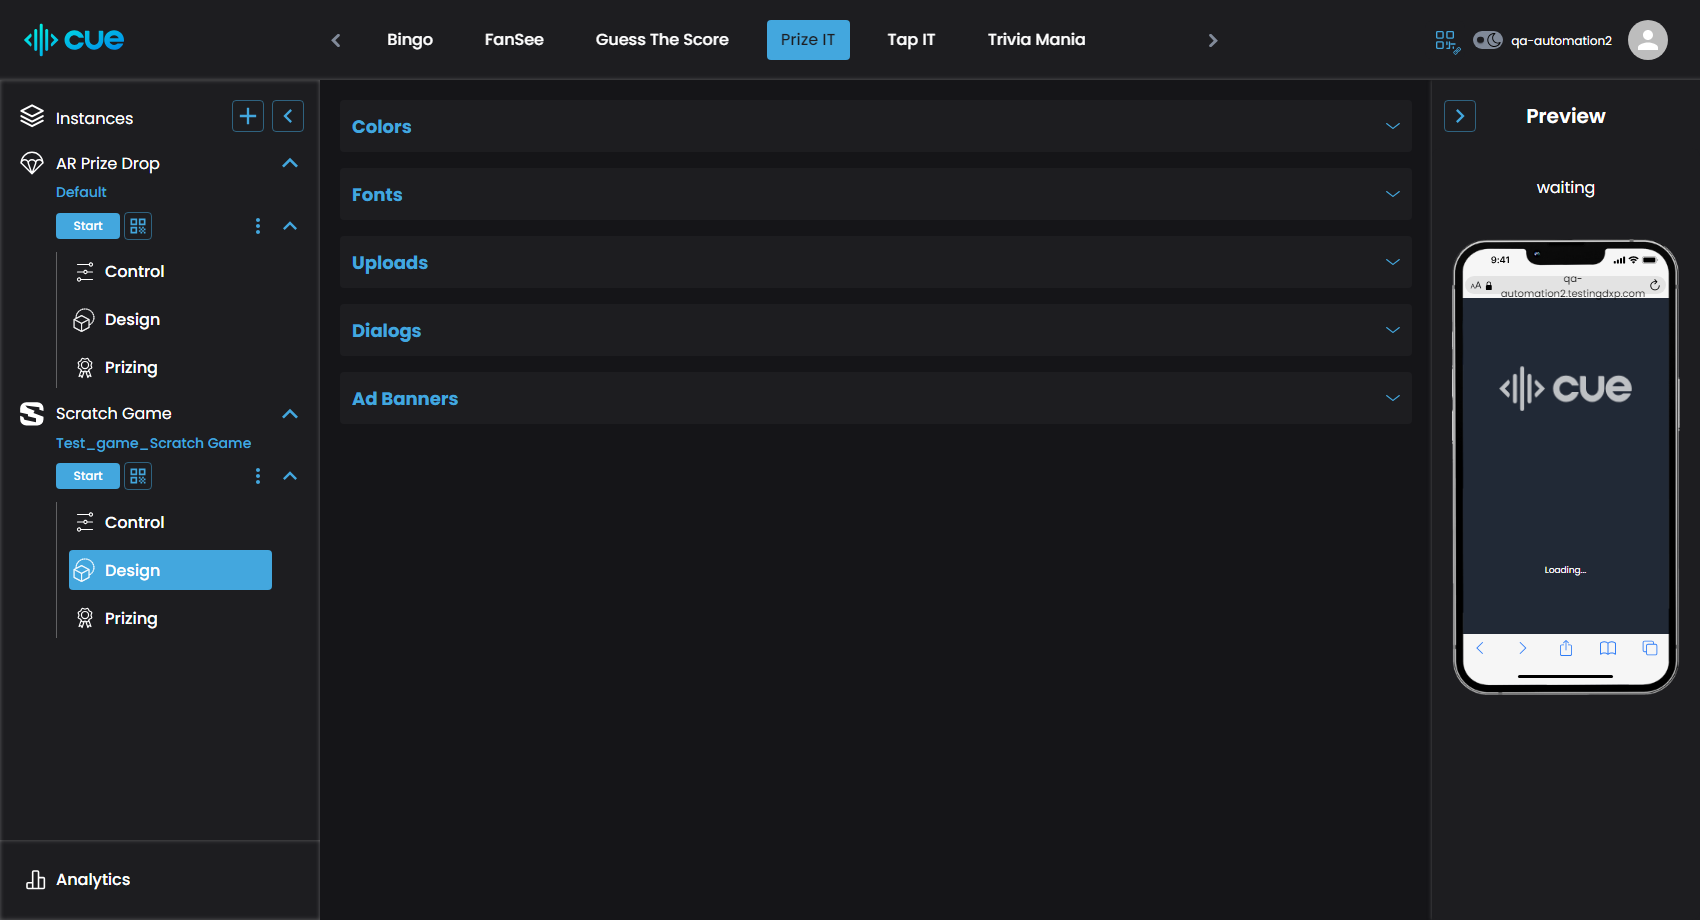 cue
Bingo
FanSee
Guess The Score
Prize IT
Tap IT
Trivia Mania
qa-automation2
Instances
AR Prize Drop
Default
Start
Control
Design
Prizing
Scratch Game
Test_game_Scratch Game
Start
Control
Design
Prizing
Analytics
Colors
Fonts
Uploads
Dialogs
Ad Banners
Preview
waiting
9:41
AA
qa-
automation2.testingdxp.com
cue
Loading...